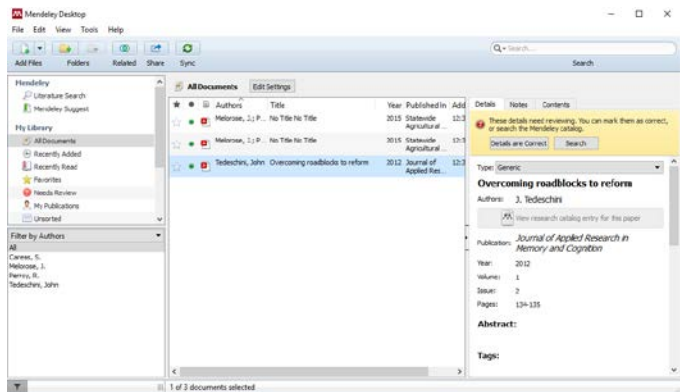 Mendeley Desktop
File Edit View Tools Help
Add Files Folders Related Share Sync
Search...
Search
Mendeley
Literature Search
Mendeley Suggest
My Library
All Documents
Recently Added
Recently Read
Favorites
Needs Review
My Publications
Unsorted
Filter by Authors
All
Careess, S.
Melorose, J.
Perroy, R.
Tedeschini, John
All Documents Edit Settings
Authors Title Year Published In Add
Melorose, J.; P... No Title No Title 2015 Statewide Agricultural ...
Melorose, J.; P... No Title No Title 2015 Statewide Agricultural ...
Tedeschini, John Overcoming roadblocks to reform 2012 Journal of Applied Res...
Details Notes Contents
These details need reviewing. You can mark them as correct,
or search the Mendeley catalog.
Details are Correct Search
Type: Generic
Overcoming roadblocks to reform
Authors: J. Tedeschini
View research catalog entry for this paper
Publication: Journal of Applied Research in
Memory and Cognition
Year: 2012
Volume: 1
Issue: 2
Pages: 134-135
Abstract:
Tags:
1 of 3 documents selected